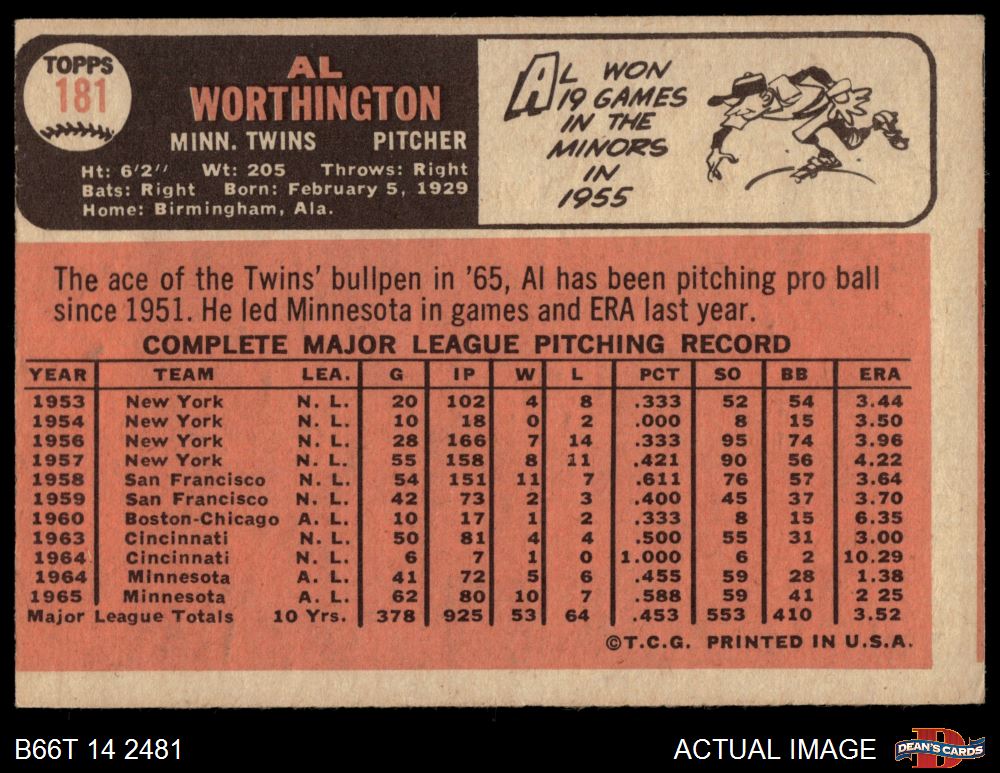 TOPPS
181
AL
WORTHINGTON
MINN. TWINS PITCHER
Ht: 6'2" Wt: 205 Throws: Right
Bats: Right Born: February 5, 1929
Home: Birmingham, Ala.
AL WON
19 GAMES
IN THE
MINORS
IN
1955
The ace of the Twins' bullpen in '65, Al has been pitching pro ball
since 1951. He led Minnesota in games and ERA last year.
COMPLETE MAJOR LEAGUE PITCHING RECORD
YEAR TEAM LEA. G IP W L PCT SO BB ERA
1953 New York N. L. 20 102 4 8 .333 52 54 3.44
1954 New York N. L. 10 18 0 2 .000 8 15 3.50
1956 New York N. L. 28 166 7 14 .333 95 74 3.96
1957 New York N. L. 55 158 8 11 .421 90 56 4.22
1958 San Francisco N. L. 54 151 11 7 .611 76 57 3.64
1959 San Francisco N. L. 42 73 2 3 .400 45 37 3.70
1960 Boston-Chicago A. L. 10 17 1 2 .333 8 15 6.35
1963 Cincinnati N. L. 50 81 4 4 .500 55 31 3.00
1964 Cincinnati N. L. 6 7 1 0 1.000 6 2 10.29
1964 Minnesota A. L. 41 72 5 6 .455 59 28 1.38
1965 Minnesota A. L. 62 80 10 7 .588 59 41 2 25
Major League Totals 10 Yrs. 378 925 53 64 .453 553 410 3.52
©T.C.G. PRINTED IN U.S.A.
B66T 14 2481
ACTUAL IMAGE
D
DEAN'S CARDS